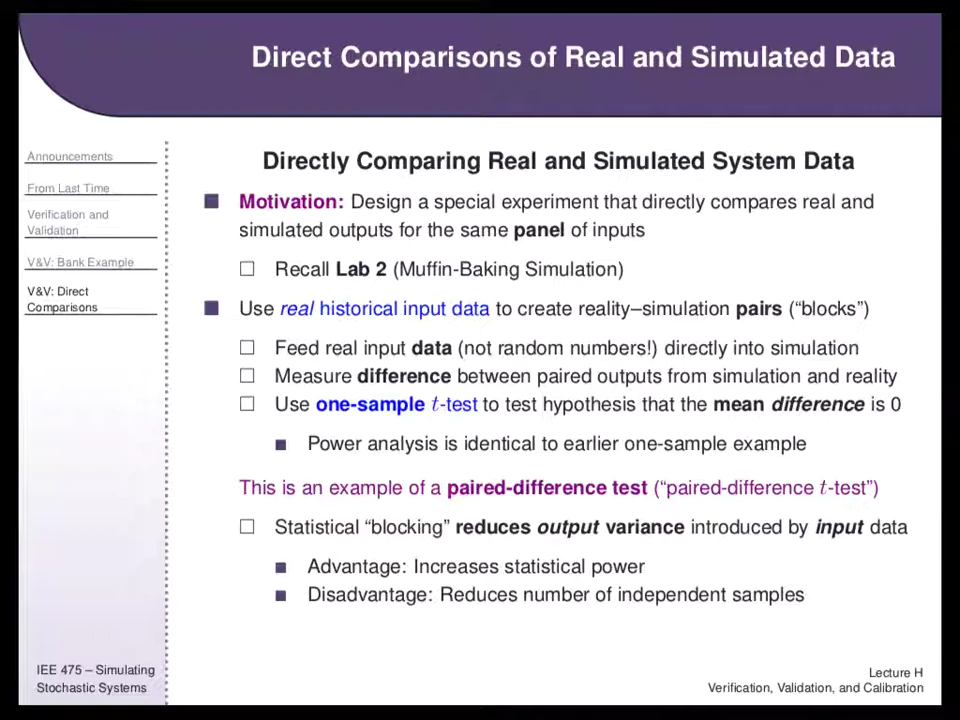 Direct Comparisons of Real and Simulated Data
Announcements
From Last Time
Verification and
Validation
V&V: Bank Example
V&V: Direct
Comparisons
Directly Comparing Real and Simulated System Data
Motivation: Design a special experiment that directly compares real and
simulated outputs for the same panel of inputs
Recall Lab 2 (Muffin-Baking Simulation)
Use real historical input data to create reality–simulation pairs (“blocks”)
Feed real input data (not random numbers!) directly into simulation
Measure difference between paired outputs from simulation and reality
Use one-sample t-test to test hypothesis that the mean difference is 0
Power analysis is identical to earlier one-sample example
This is an example of a paired-difference test (“paired-difference t-test”)
Statistical “blocking” reduces output variance introduced by input data
Advantage: Increases statistical power
Disadvantage: Reduces number of independent samples
IEE 475 – Simulating
Stochastic Systems
Lecture H
Verification, Validation, and Calibration